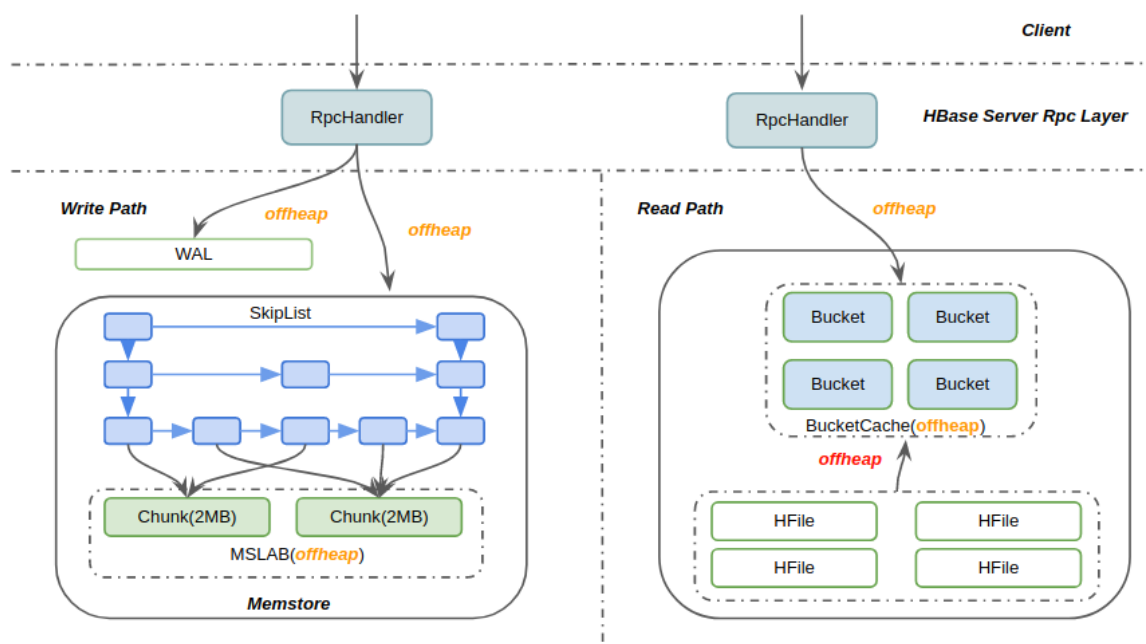 Client
RpcHandler
RpcHandler
HBase Server Rpc Layer
Write Path
offheap
offheap
WAL
SkipList
Chunk(2MB)
Chunk(2MB)
MSLAB(offheap)
Memstore
Read Path
offheap
Bucket
Bucket
Bucket
Bucket
BucketCache(offheap)
offheap
HFile
HFile
HFile
HFile